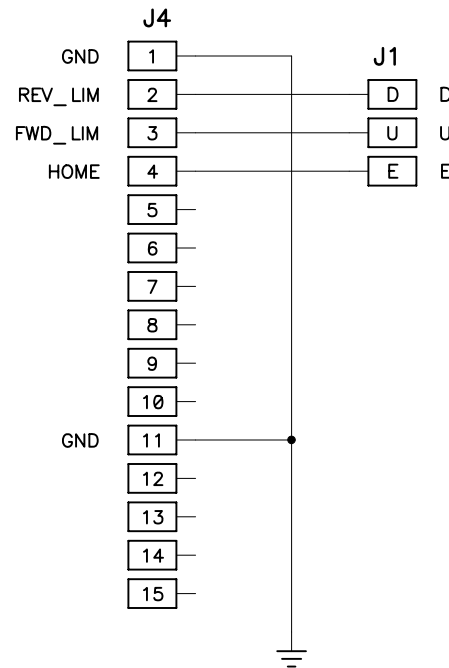 J4
GND 1 J1
REV_LIM 2 D D
FWD_LIM 3 U U
HOME 4 E E
5
6
7
8
9
10
GND 11
12
13
14
15